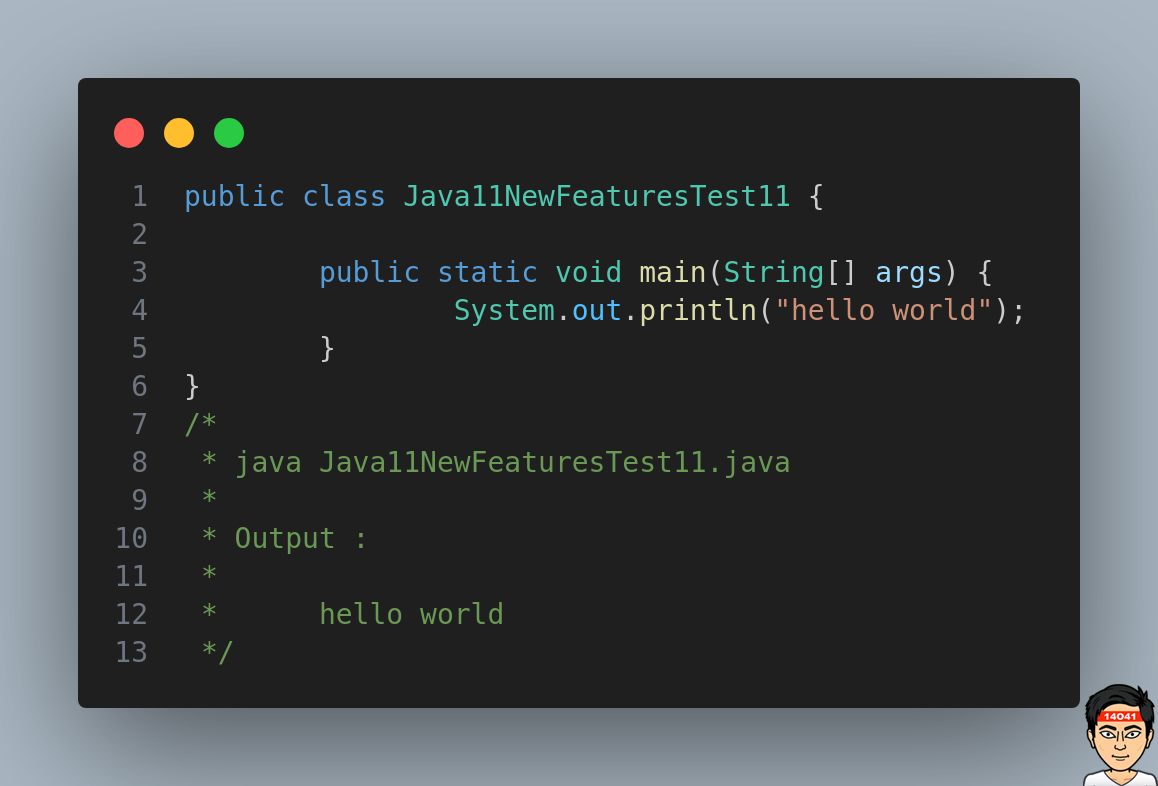 1 public class Java11NewFeaturesTest11 {
2
3         public static void main(String[] args) {
4                 System.out.println("hello world");
5         }
6 }
7 /*
8  * java Java11NewFeaturesTest11.java
9  *
10  * Output :
11  *
12  *      hello world
13  */
14041